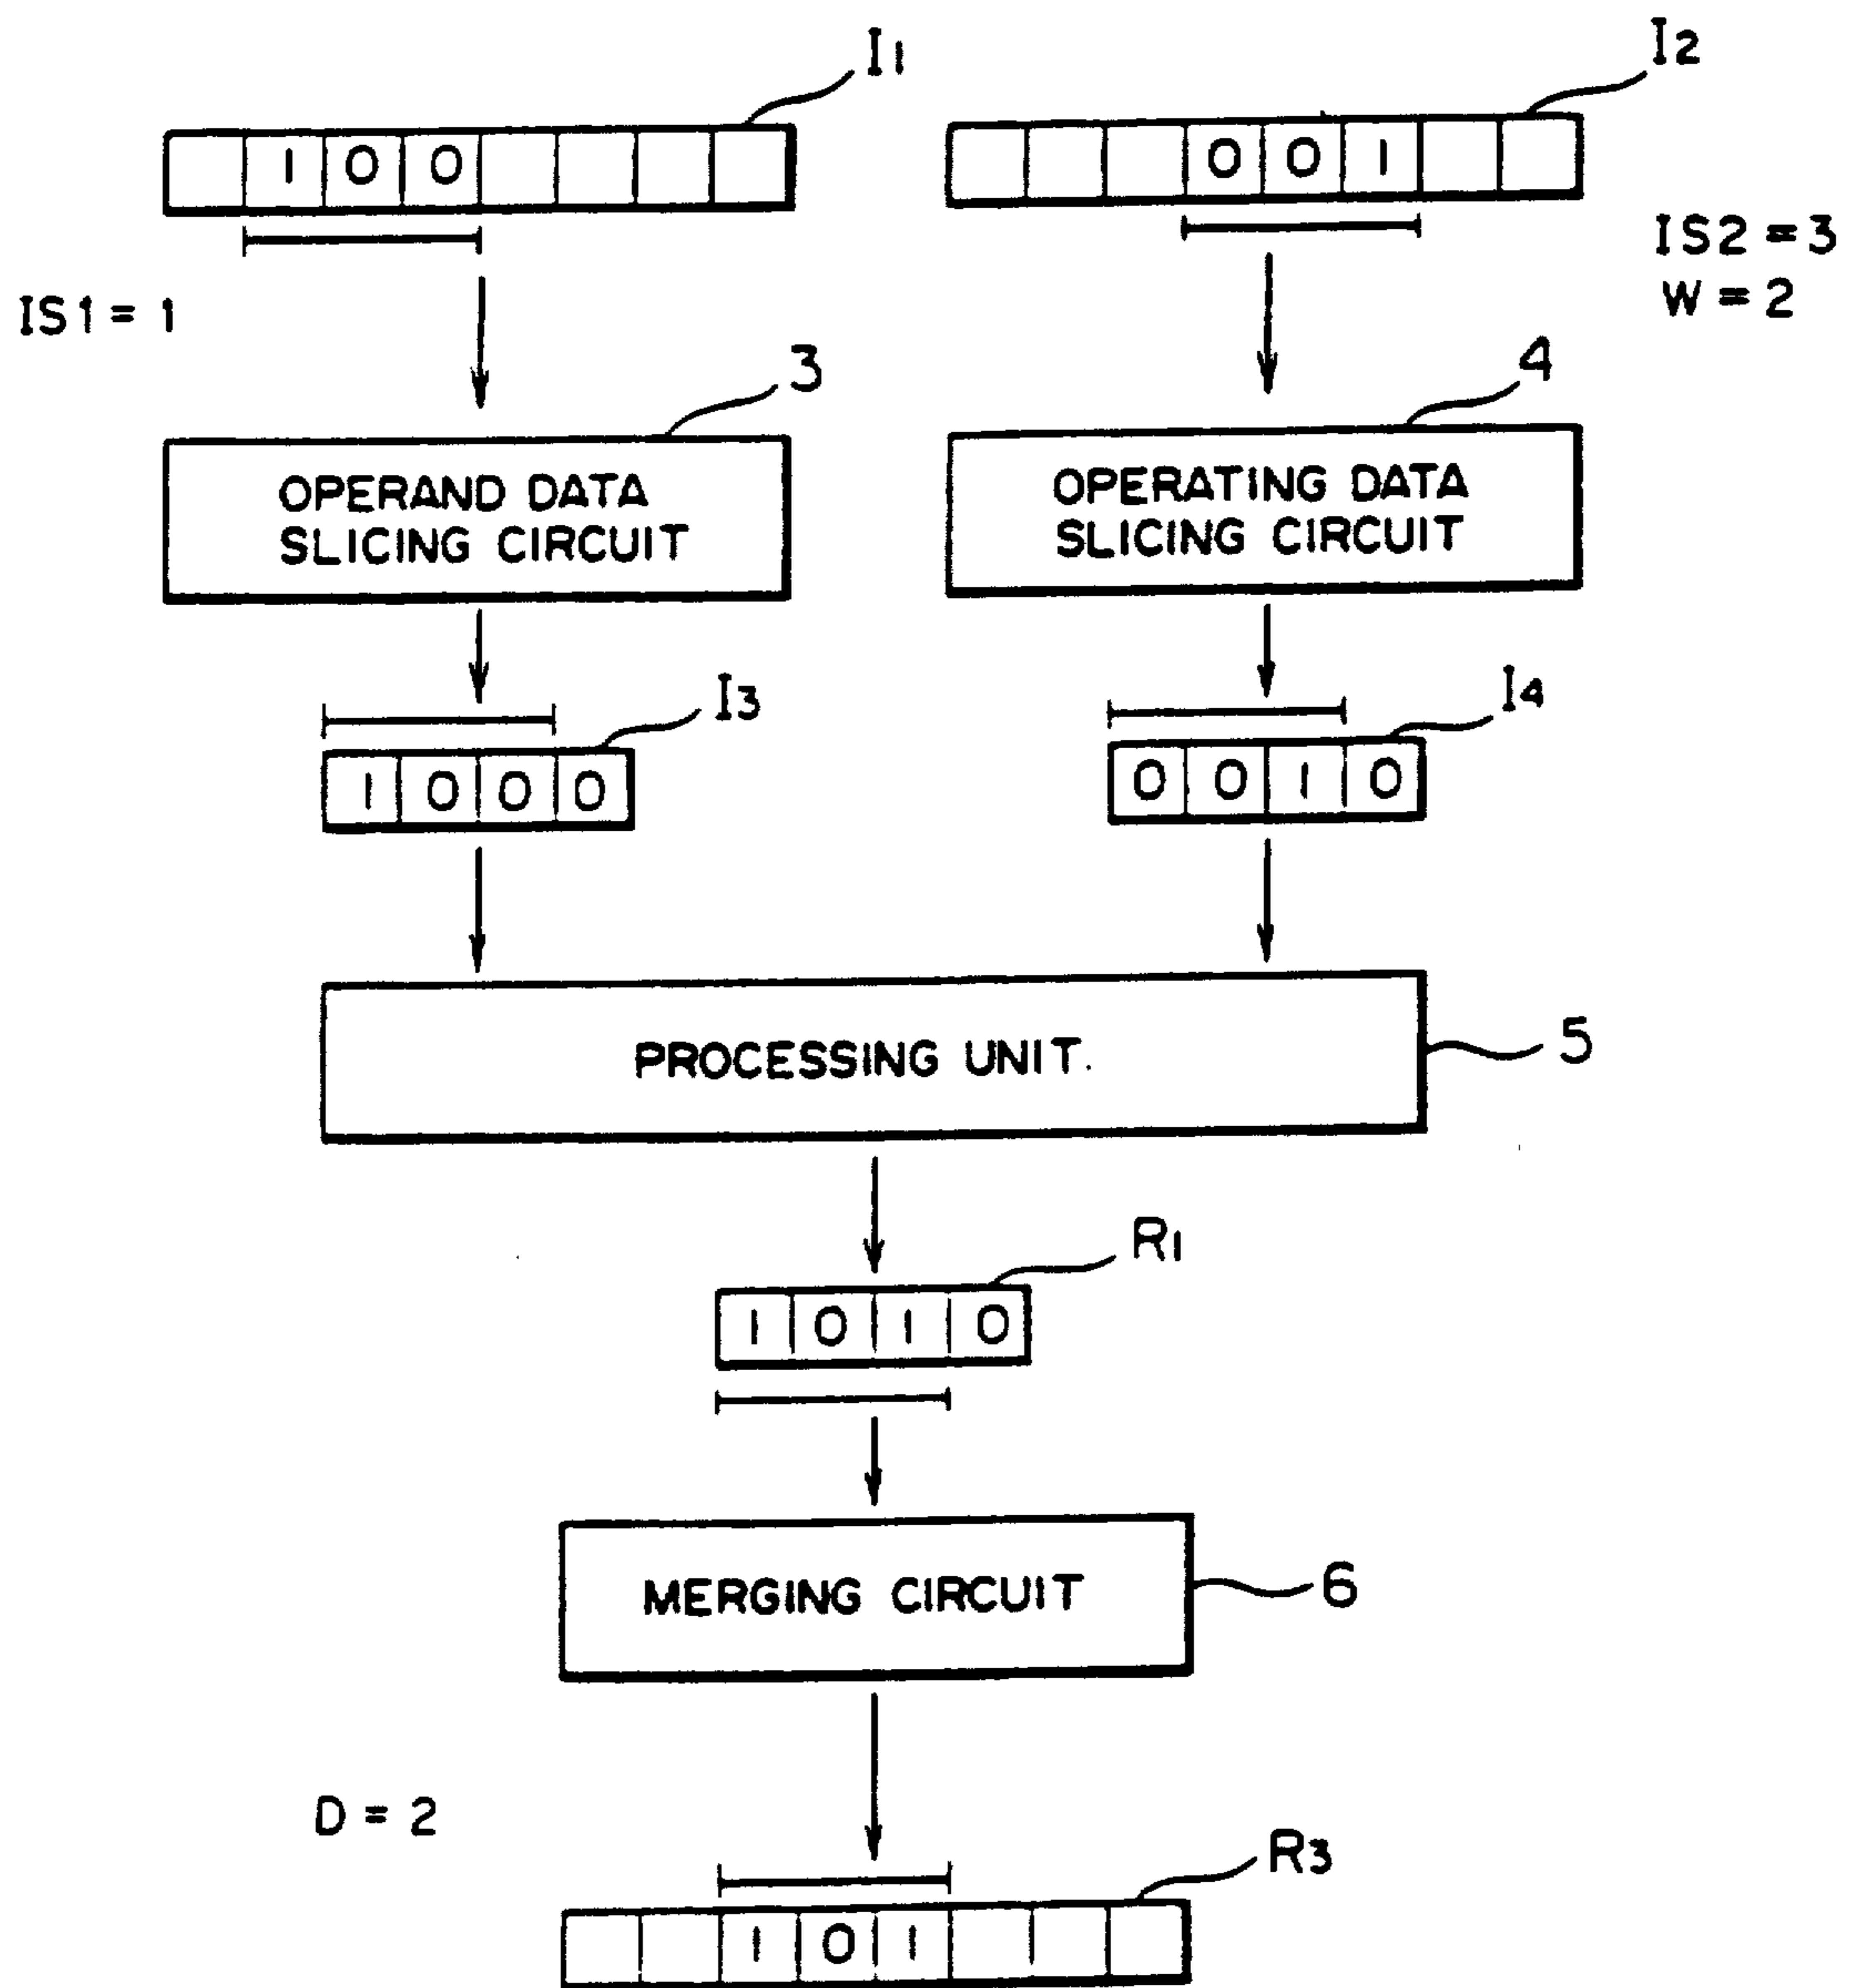 I1
I2
1 0 0
0 0 1
IS1 = 1
IS2 = 3
W = 2
3
4
OPERAND DATA
SLICING CIRCUIT
OPERATING DATA
SLICING CIRCUIT
I3
I4
1 0 0 0
0 0 1 0
PROCESSING UNIT.
5
R1
1 0 1 0
MERGING CIRCUIT
6
D = 2
R3
1 0 1